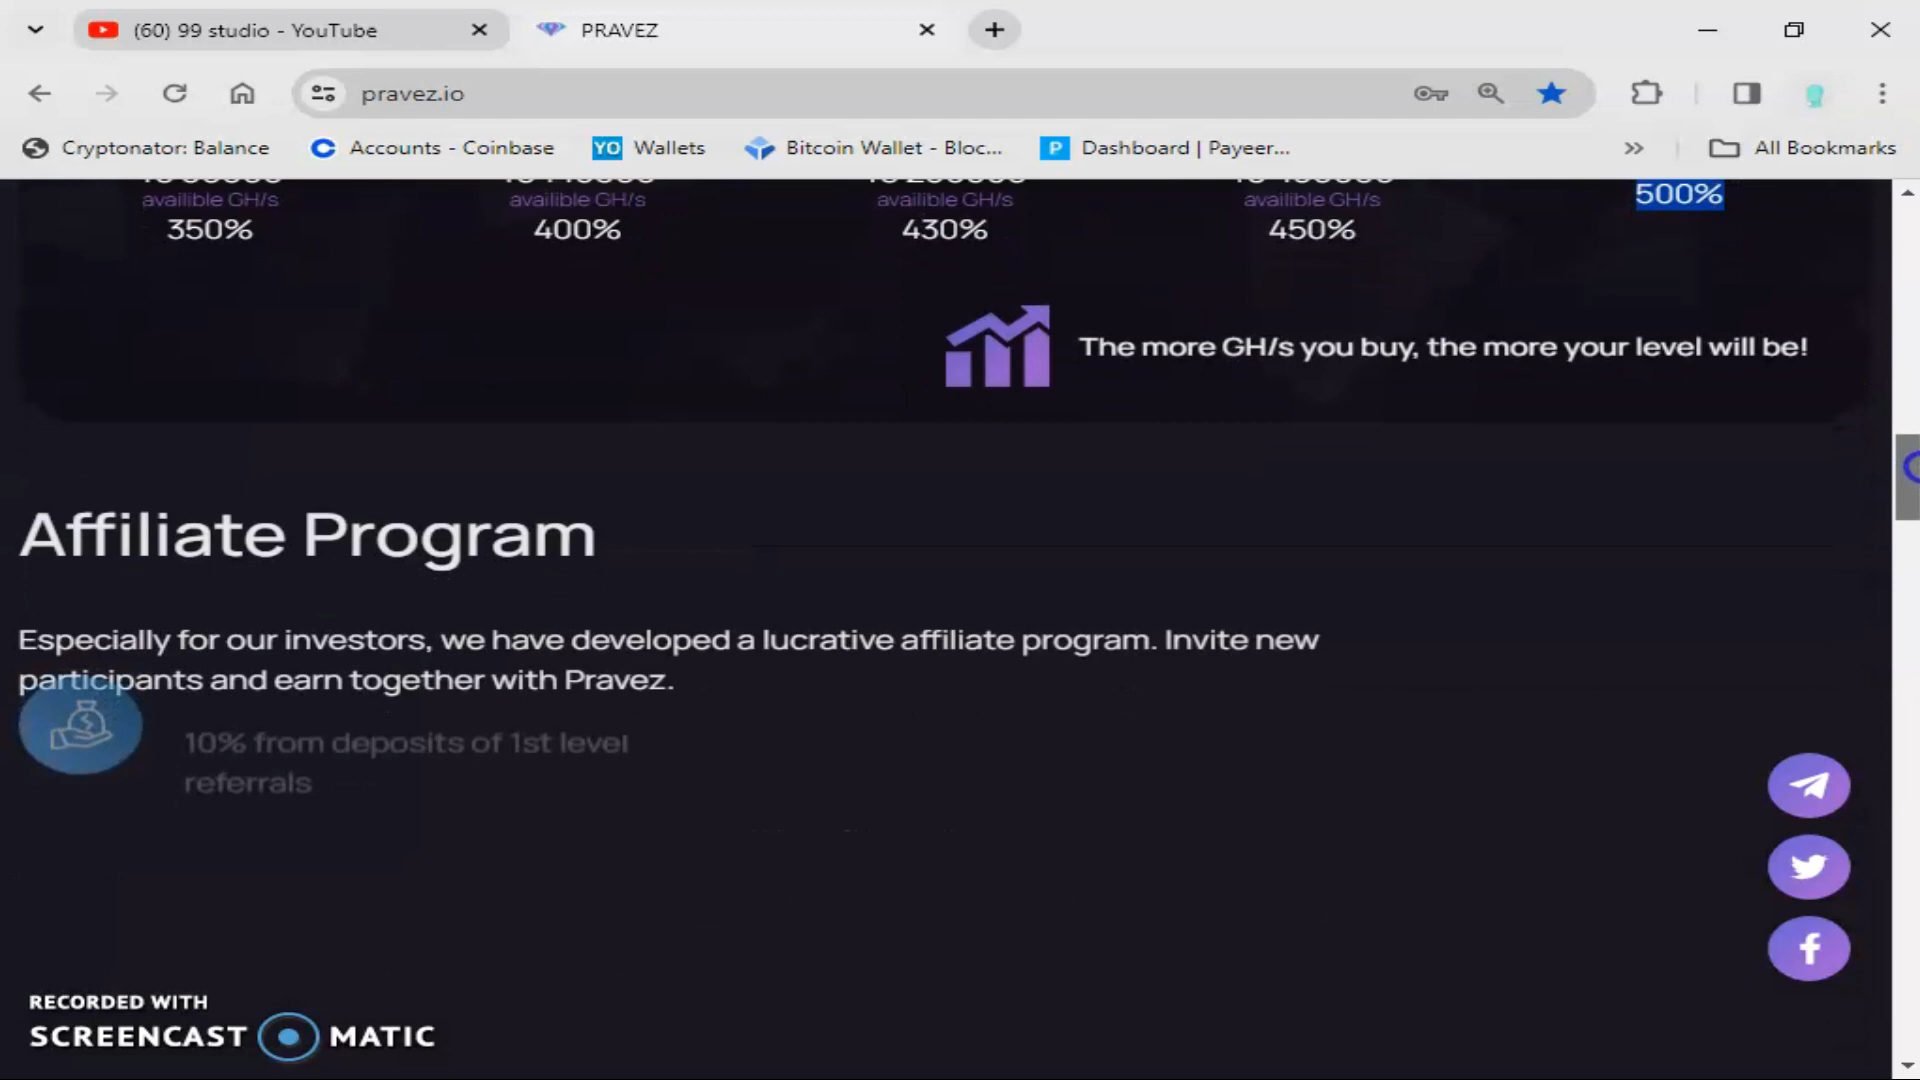 (60) 99 studio - YouTube
PRAVEZ
pravez.io
Cryptonator: Balance
Accounts - Coinbase
YO Wallets
Bitcoin Wallet - Bloc...
P Dashboard | Payeer...
All Bookmarks
availible GH/s availible GH/s availible GH/s availible GH/s 500%
350% 400% 430% 450%
The more GH/s you buy, the more your level will be!
Affiliate Program
Especially for our investors, we have developed a lucrative affiliate program. Invite new
participants and earn together with Pravez.
10% from deposits of 1st level
referrals
RECORDED WITH
SCREENCAST MATIC